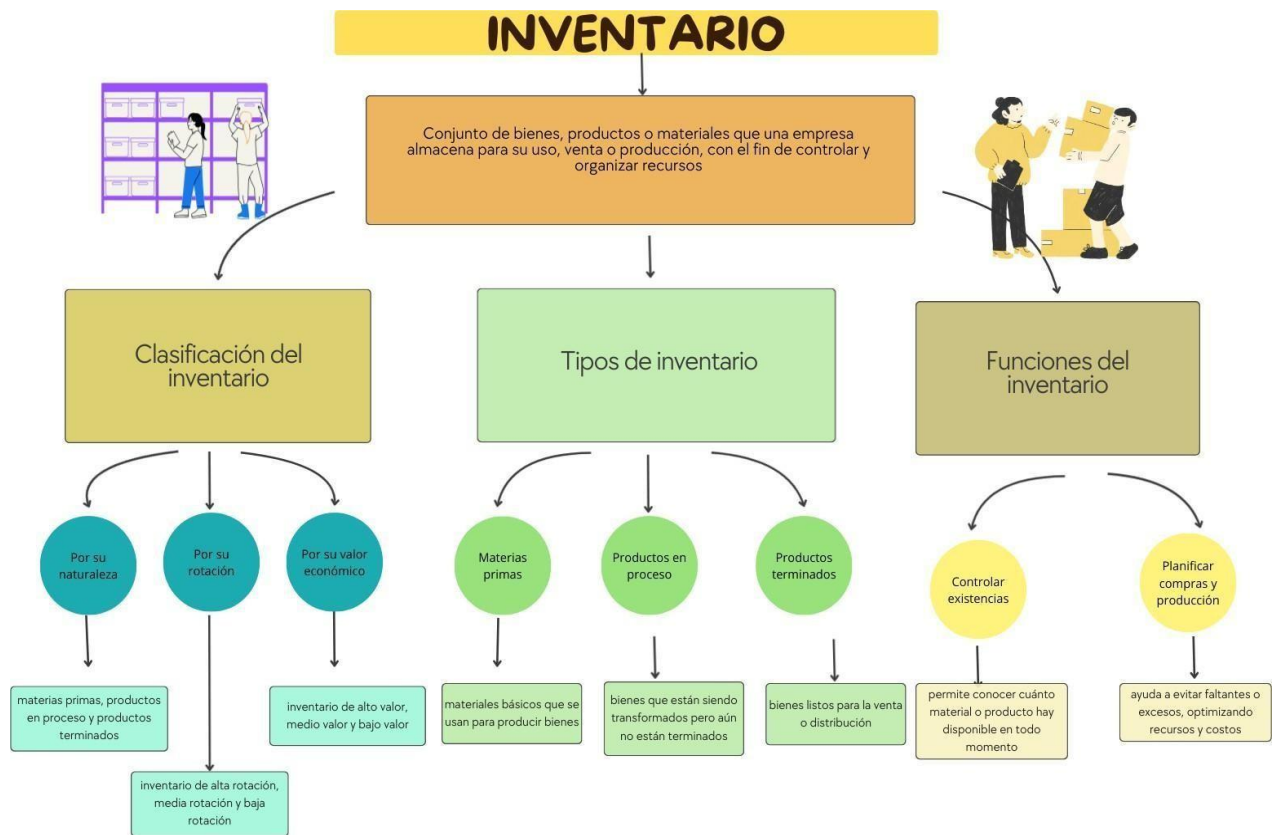 INVENTARIO
Conjunto de bienes, productos o materiales que una empresa
almacena para su uso, venta o producción, con el fin de controlar y
organizar recursos
Clasificación del
inventario
Tipos de inventario
Funciones del
inventario
Por su
naturaleza
Por su
rotación
Por su valor
económico
Materias
primas
Productos en
proceso
Productos
terminados
Controlar
existencias
Planificar
compras y
producción
materias primas, productos
en proceso y productos
terminados
inventario de alta rotación,
media rotación y baja
rotación
inventario de alto valor,
medio valor y bajo valor
materiales básicos que se
usan para producir bienes
bienes que están siendo
transformados pero aún
no están terminados
bienes listos para la venta
o distribución
permite conocer cuánto
material o producto hay
disponible en todo
momento
ayuda a evitar faltantes o
excesos, optimizando
recursos y costos